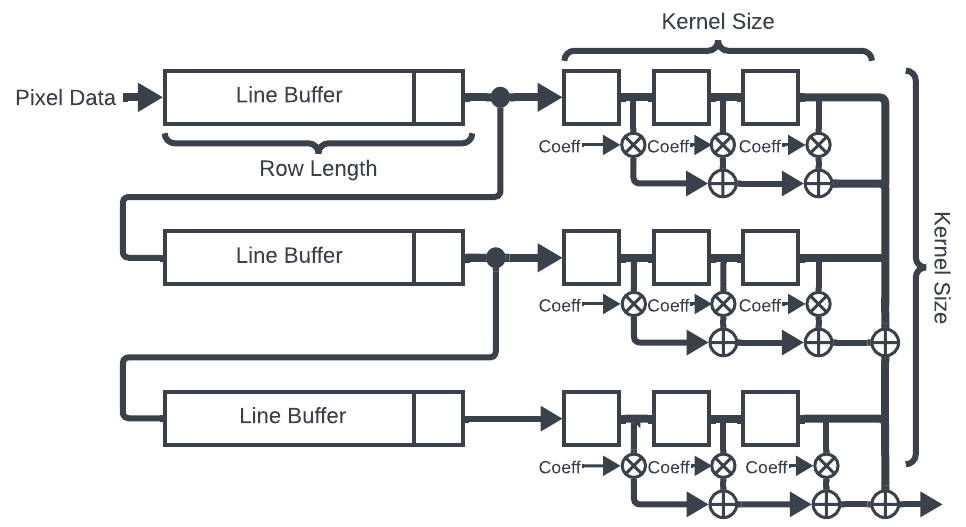 Kernel Size
Pixel Data
Line Buffer
Row Length
Coeff Coeff Coeff
Line Buffer
Kernel Size
Coeff Coeff Coeff
Line Buffer
Coeff Coeff Coeff